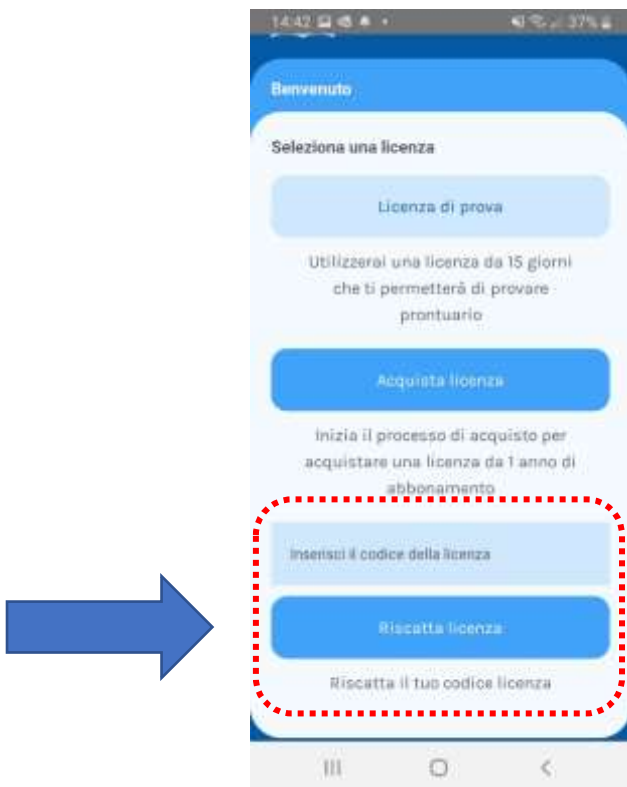 14:42
37%
Benvenuto
Seleziona una licenza
Licenza di prova
Utilizzerai una licenza da 15 giorni
che ti permetterà di provare
prontuario
Acquista licenza
Inizia il processo di acquisto per
acquistare una licenza da 1 anno di
abbonamento
Inserisci il codice della licenza
Riscatta licenza
Riscatta il tuo codice licenza